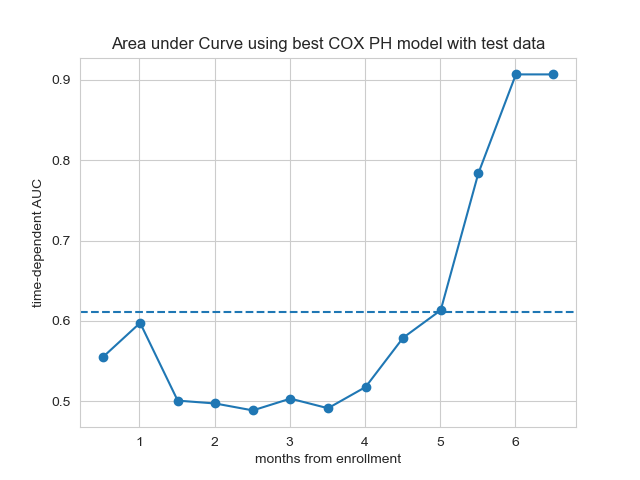 Area under Curve using best COX PH model with test data
time-dependent AUC
0.9
0.8
0.7
0.6
0.5
1 2 3 4 5 6
months from enrollment